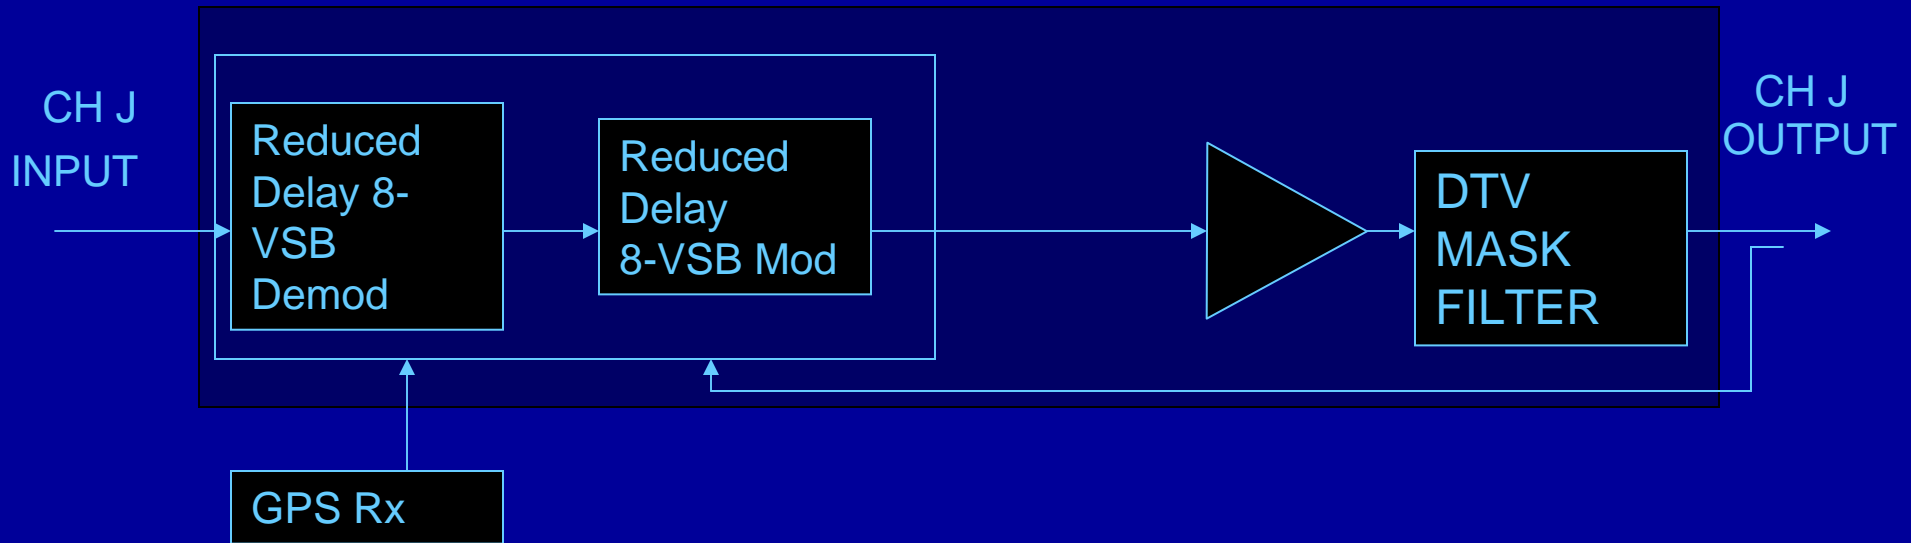 CH J
INPUT
Reduced
Delay 8-
VSB
Demod
Reduced
Delay
8-VSB Mod
DTV
MASK
FILTER
CH J
OUTPUT
GPS Rx